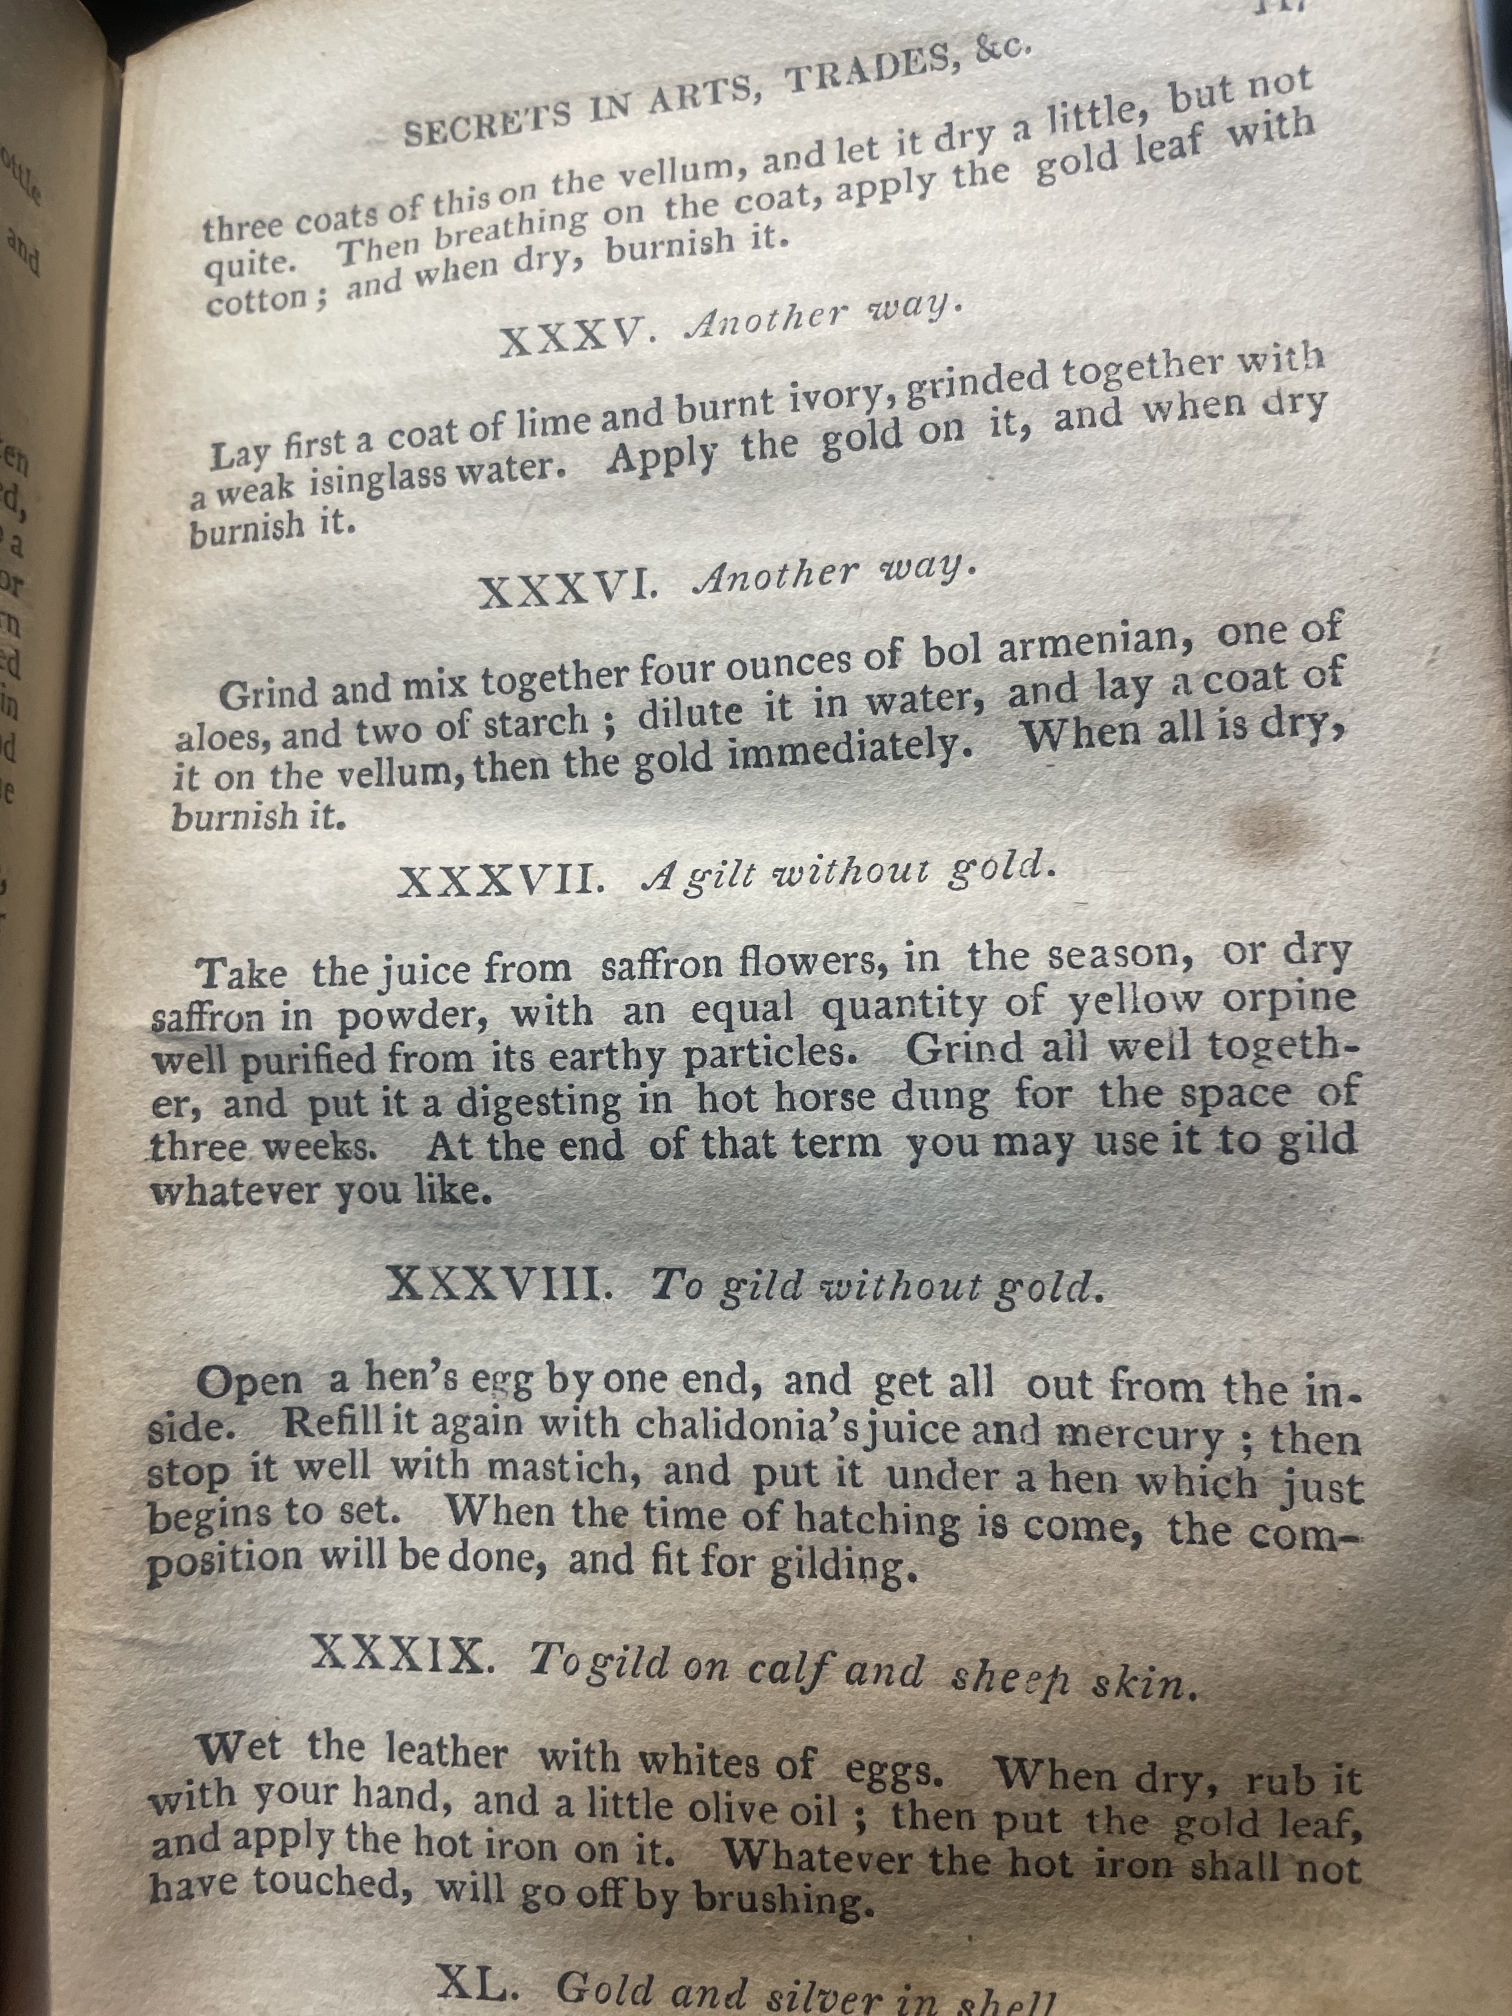 SECRETS IN ARTS, TRADES, &c.
three coats of this on the vellum, and let it dry a little, but not
quite. Then breathing on the coat, apply the gold leaf with
cotton ; and when dry, burnish it.
XXXV. Another way.
Lay first a coat of lime and burnt ivory, grinded together with
a weak isinglass water. Apply the gold on it, and when dry
burnish it.
XXXVI. Another way.
Grind and mix together four ounces of bol armenian, one of
aloes, and two of starch ; dilute it in water, and lay a coat of
it on the vellum, then the gold immediately. When all is dry,
burnish it.
XXXVII. A gilt without gold.
Take the juice from saffron flowers, in the season, or dry
saffron in powder, with an equal quantity of yellow orpine
well purified from its earthy particles. Grind all well togeth-
er, and put it a digesting in hot horse dung for the space of
three weeks. At the end of that term you may use it to gild
whatever you like.
XXXVIII. To gild without gold.
Open a hen's egg by one end, and get all out from the in-
side. Refill it again with chalidonia's juice and mercury ; then
stop it well with mastich, and put it under a hen which just
begins to set. When the time of hatching is come, the com-
position will be done, and fit for gilding.
XXXIX. To gild on calf and sheep skin.
Wet the leather with whites of eggs. When dry, rub it
with your hand, and a little olive oil ; then put the gold leaf,
and apply the hot iron on it. Whatever the hot iron shall not
have touched, will go off by brushing.
XL. Gold and silver in shell